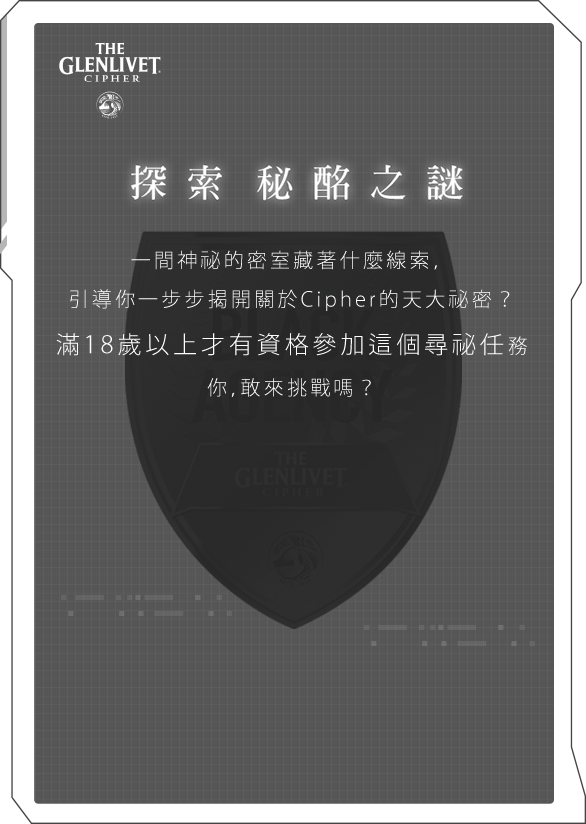 THE
GLENLIVET
CIPHER
探索 秘酩之謎
一間神祕的密室藏著什麼線索,
引導你一步步揭開關於Cipher的天大祕密?
滿18歲以上才有資格參加這個尋祕任務
你,敢來挑戰嗎?
AGENCY
THE
GLENLIVET
CIPHER